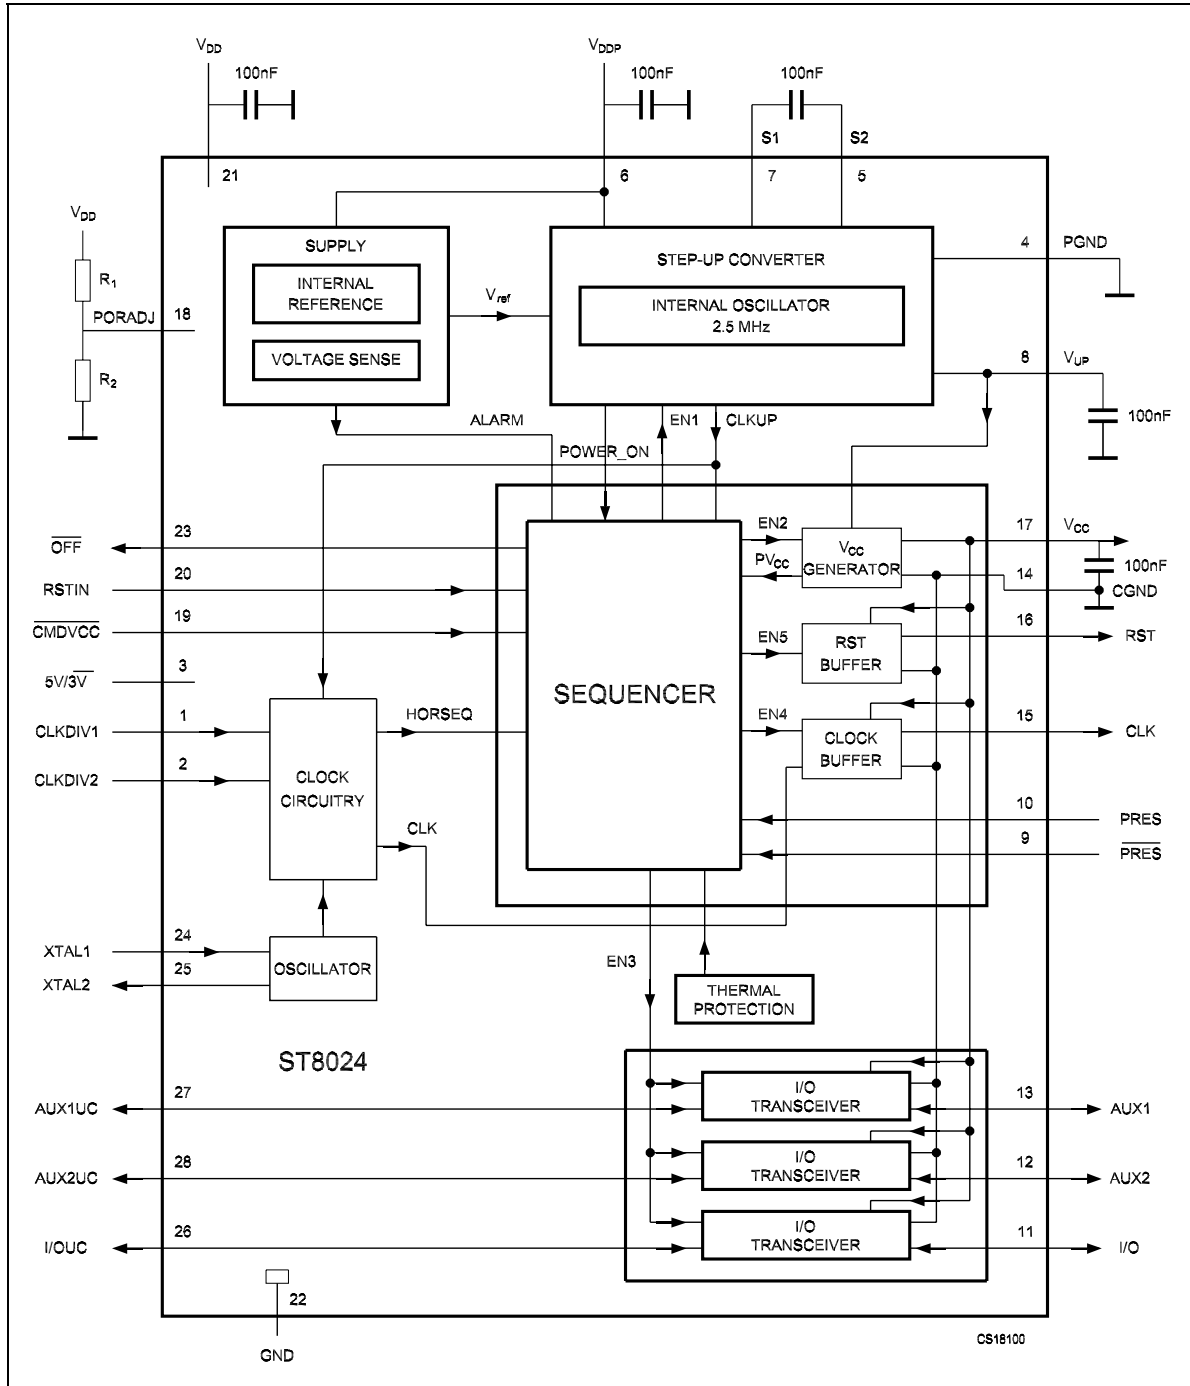 VDD
VDDP
100nF
100nF
100nF
S1
S2
21
6
7
5
VDD
R1
PORADJ
18
R2
SUPPLY
INTERNAL
REFERENCE
VOLTAGE SENSE
Vref
STEP-UP CONVERTER
INTERNAL OSCILLATOR
2.5 MHz
4
PGND
8
VUP
100nF
ALARM
EN1
CLKUP
POWER_ON
23
OFF
20
RSTIN
19
CMDVCC
3
5V/3V
1
CLKDIV1
2
CLKDIV2
HORSEQ
CLOCK
CIRCUITRY
CLK
SEQUENCER
EN2
PVCC
VCC
GENERATOR
17
VCC
100nF
14
CGND
EN5
RST
BUFFER
16
RST
EN4
CLOCK
BUFFER
15
CLK
10
PRES
9
PRES
24
XTAL1
25
XTAL2
OSCILLATOR
EN3
THERMAL
PROTECTION
ST8024
27
AUX1UC
I/O
TRANSCEIVER
13
AUX1
28
AUX2UC
I/O
TRANSCEIVER
12
AUX2
26
I/OUC
I/O
TRANSCEIVER
11
I/O
22
GND
CS18100